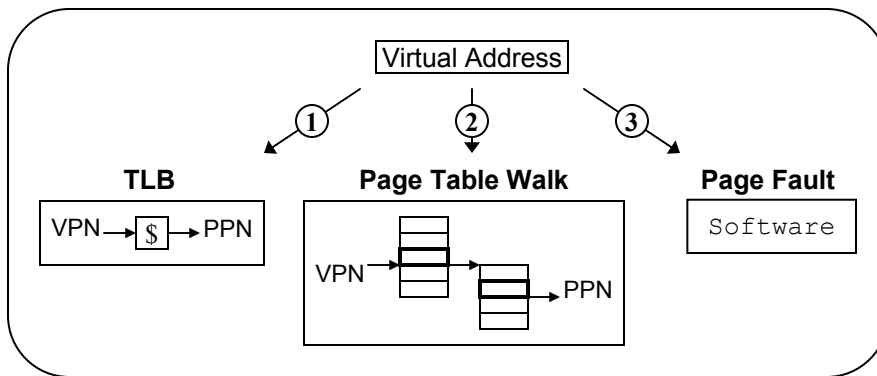 Virtual Address
1 2 3
TLB Page Table Walk Page Fault
VPN $ PPN
VPN PPN
Software